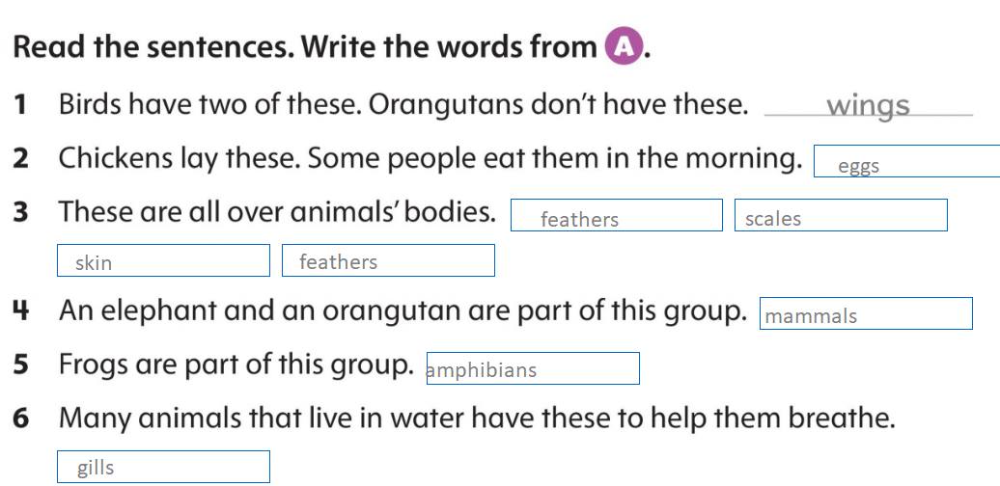 Read the sentences. Write the words from A.
1 Birds have two of these. Orangutans don't have these. wings
2 Chickens lay these. Some people eat them in the morning. eggs
3 These are all over animals' bodies. feathers scales
skin feathers
4 An elephant and an orangutan are part of this group. mammals
5 Frogs are part of this group. amphibians
6 Many animals that live in water have these to help them breathe.
gills